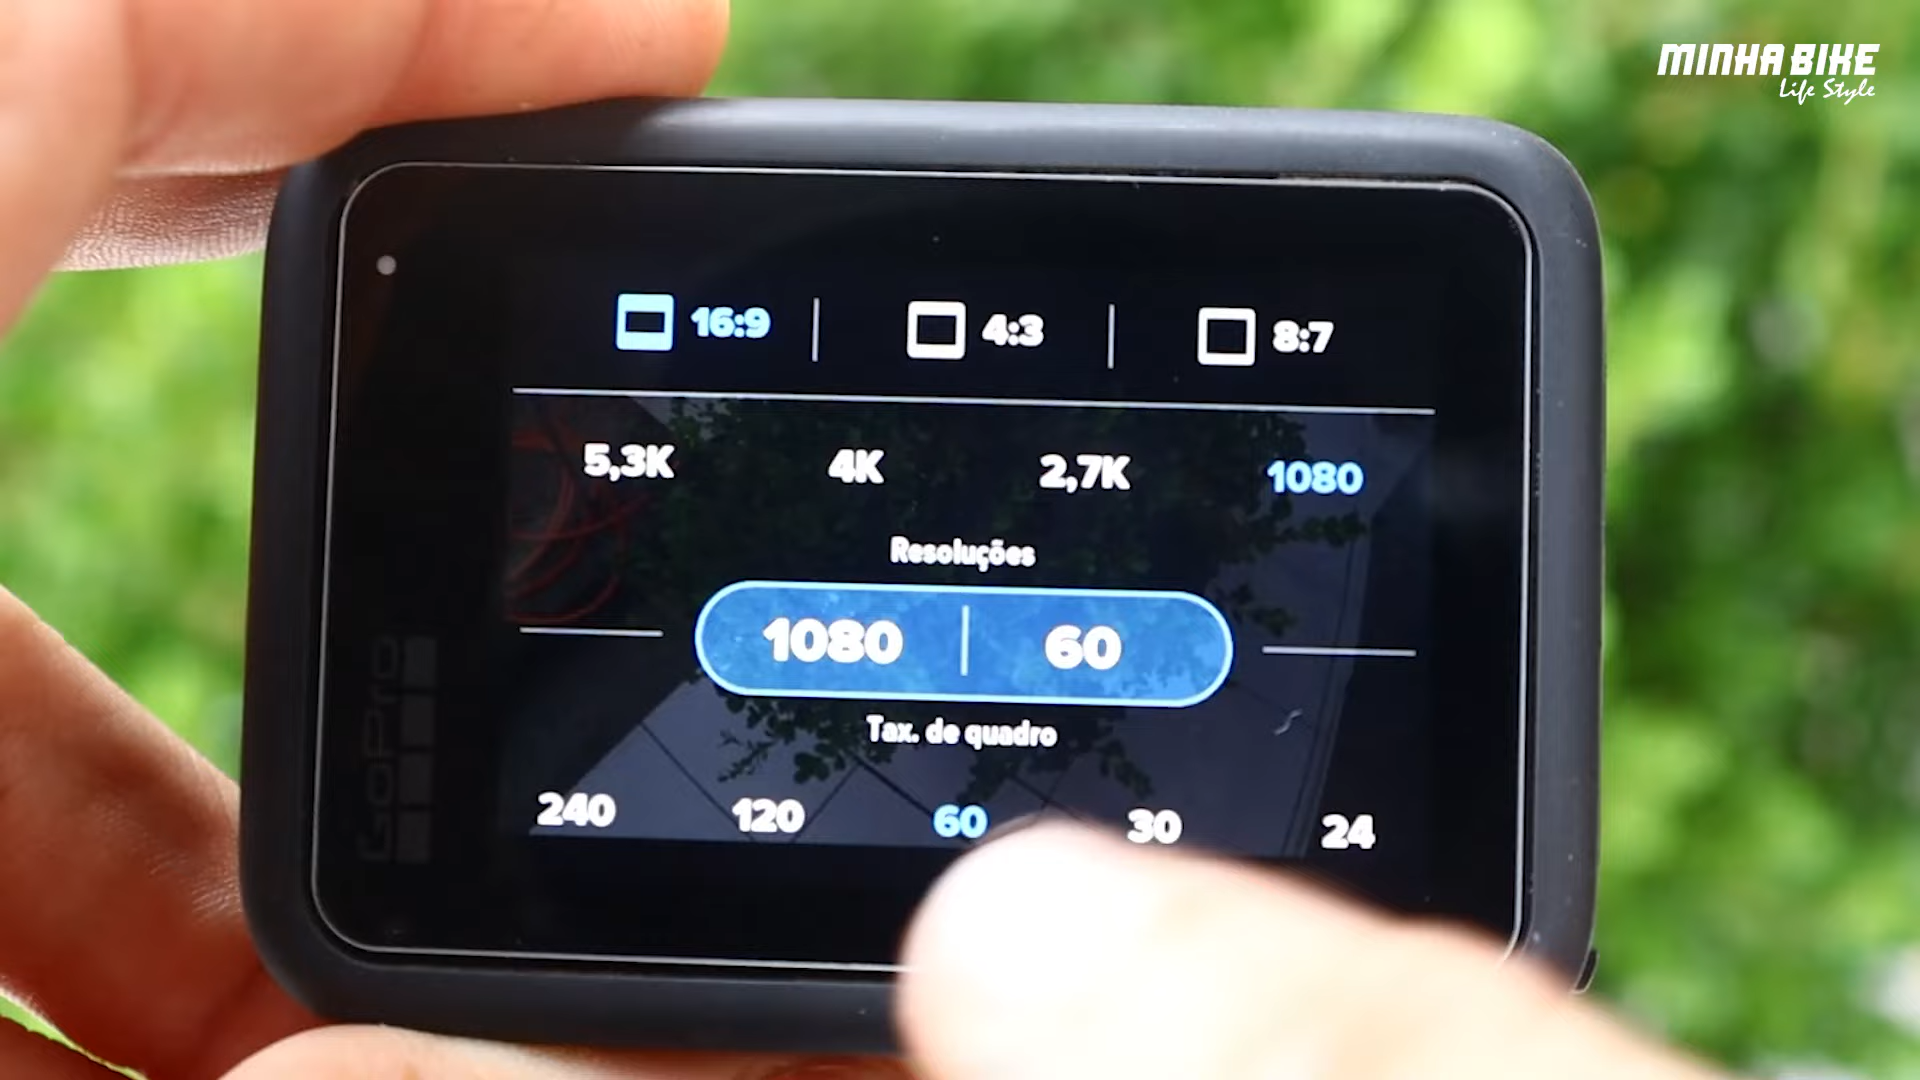 MINHA BIKE
Life Style
16:9 4:3 8:7
5,3K 4K 2,7K 1080
Resoluções
1080 60
Tax. de quadro
240 120 60 30 24
GoPro